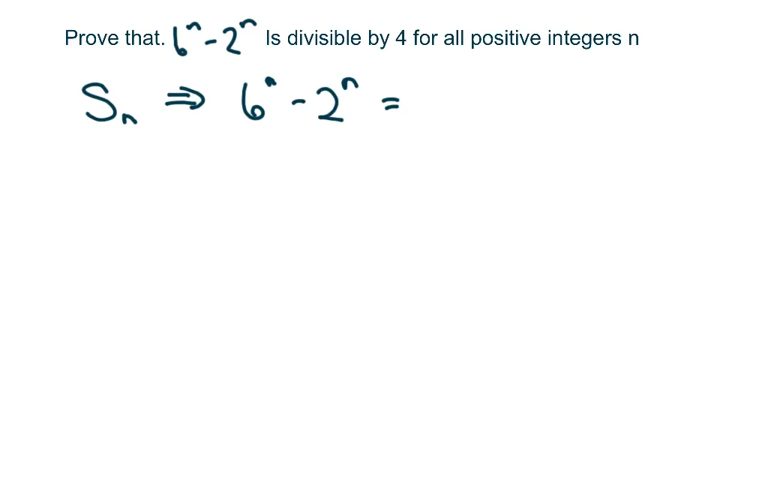 Prove that. 6ⁿ - 2ⁿ Is divisible by 4 for all positive integers n
Sₙ ⇒ 6ⁿ - 2ⁿ =